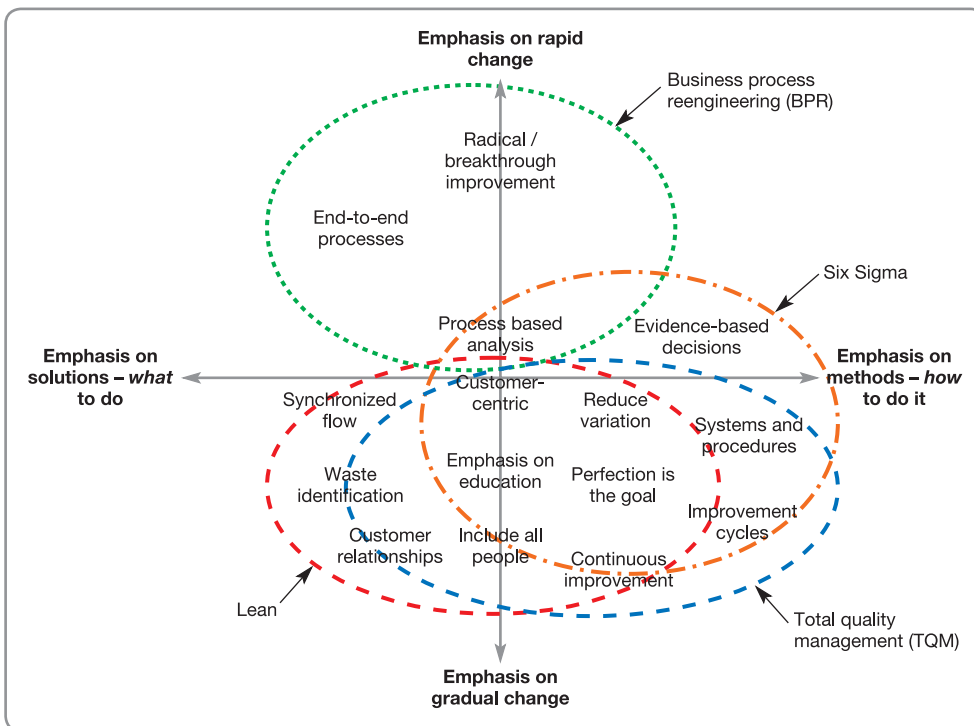 Emphasis on rapid
change
Business process
reengineering (BPR)
Radical /
breakthrough
improvement
End-to-end
processes
Six Sigma
Process based
analysis
Evidence-based
decisions
Emphasis on
solutions – what
to do
Emphasis on
methods – how
to do it
Customer-
centric
Synchronized
flow
Reduce
variation
Systems and
procedures
Waste
identification
Emphasis on
education
Perfection is
the goal
Improvement
cycles
Customer
relationships
Include all
people
Continuous
improvement
Lean
Total quality
management (TQM)
Emphasis on
gradual change